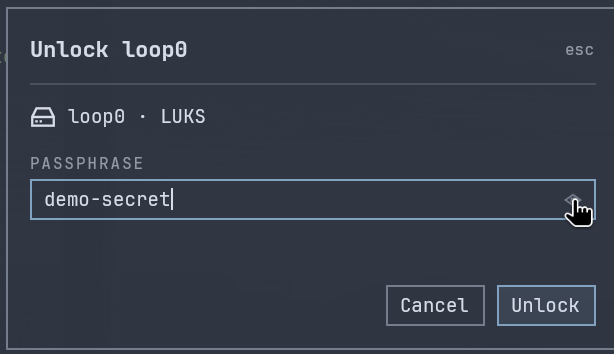 Unlock loop0
esc
loop0 · LUKS
PASSPHRASE
demo-secret
Cancel
Unlock